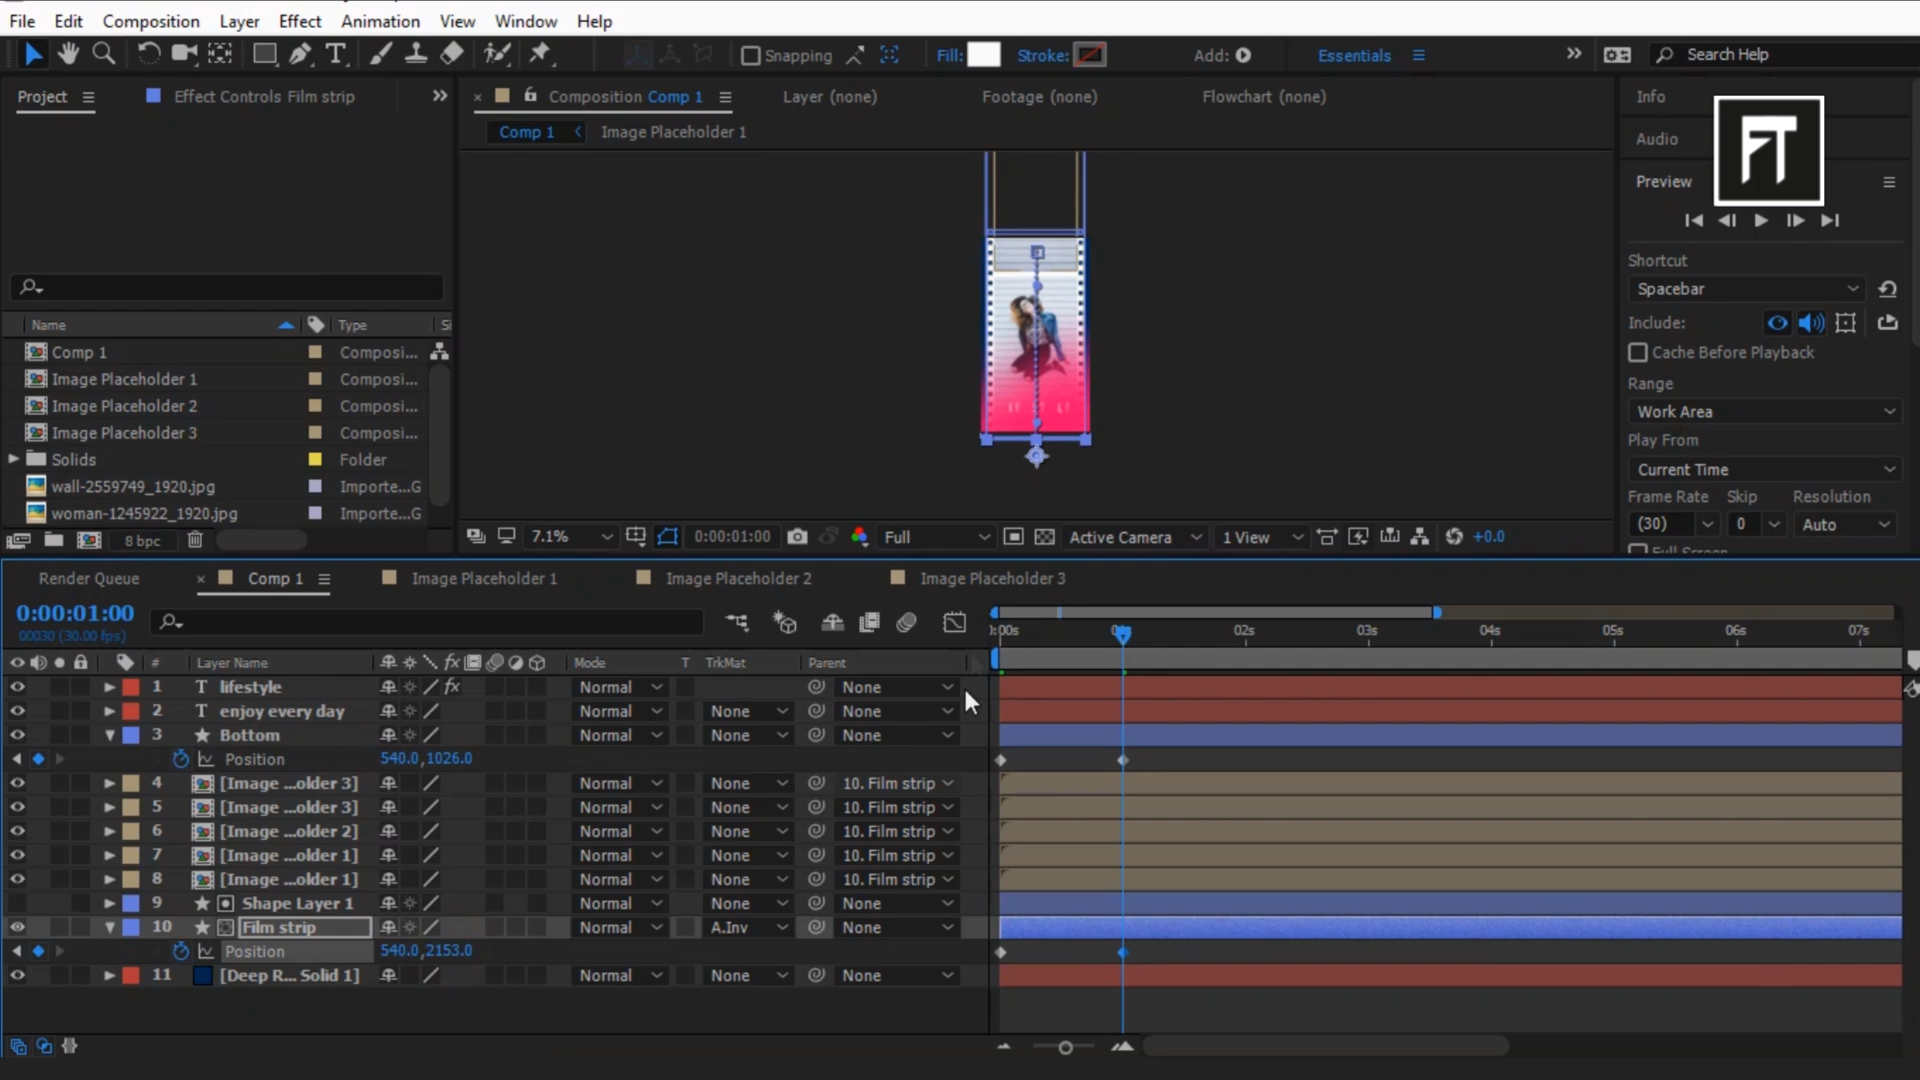 File Edit Composition Layer Effect Animation View Window Help
Snapping Fill: Stroke: Add: Essentials Search Help
Project Effect Controls Film strip
Composition Comp 1 Layer (none) Footage (none) Flowchart (none)
Comp 1 Image Placeholder 1
Info
Audio
FT
Preview
Shortcut
Spacebar
Include:
Cache Before Playback
Range
Work Area
Play From
Current Time
Frame Rate Skip Resolution
(30) 0 Auto
Full Screen
Name Type Si
Comp 1 Composi...
Image Placeholder 1 Composi...
Image Placeholder 2 Composi...
Image Placeholder 3 Composi...
Solids Folder
wall-2559749_1920.jpg Importe...G
woman-1245922_1920.jpg Importe...G
8 bpc
7.1% 0:00:01:00 Full Active Camera 1 View +0.0
Render Queue Comp 1 Image Placeholder 1 Image Placeholder 2 Image Placeholder 3
0:00:01:00
00030 (30.00 fps)
0:00s 02s 03s 04s 05s 06s 07s
# Layer Name fx Mode T TrkMat Parent
1 T lifestyle fx Normal None
2 T enjoy every day Normal None None
3 Bottom Normal None None
Position 540.0,1026.0
4 [Image ...older 3] Normal None 10. Film strip
5 [Image ...older 3] Normal None 10. Film strip
6 [Image ...older 2] Normal None 10. Film strip
7 [Image ...older 1] Normal None 10. Film strip
8 [Image ...older 1] Normal None 10. Film strip
9 Shape Layer 1 Normal None None
10 Film strip Normal A.Inv None
Position 540.0,2153.0
11 [Deep R... Solid 1] Normal None None